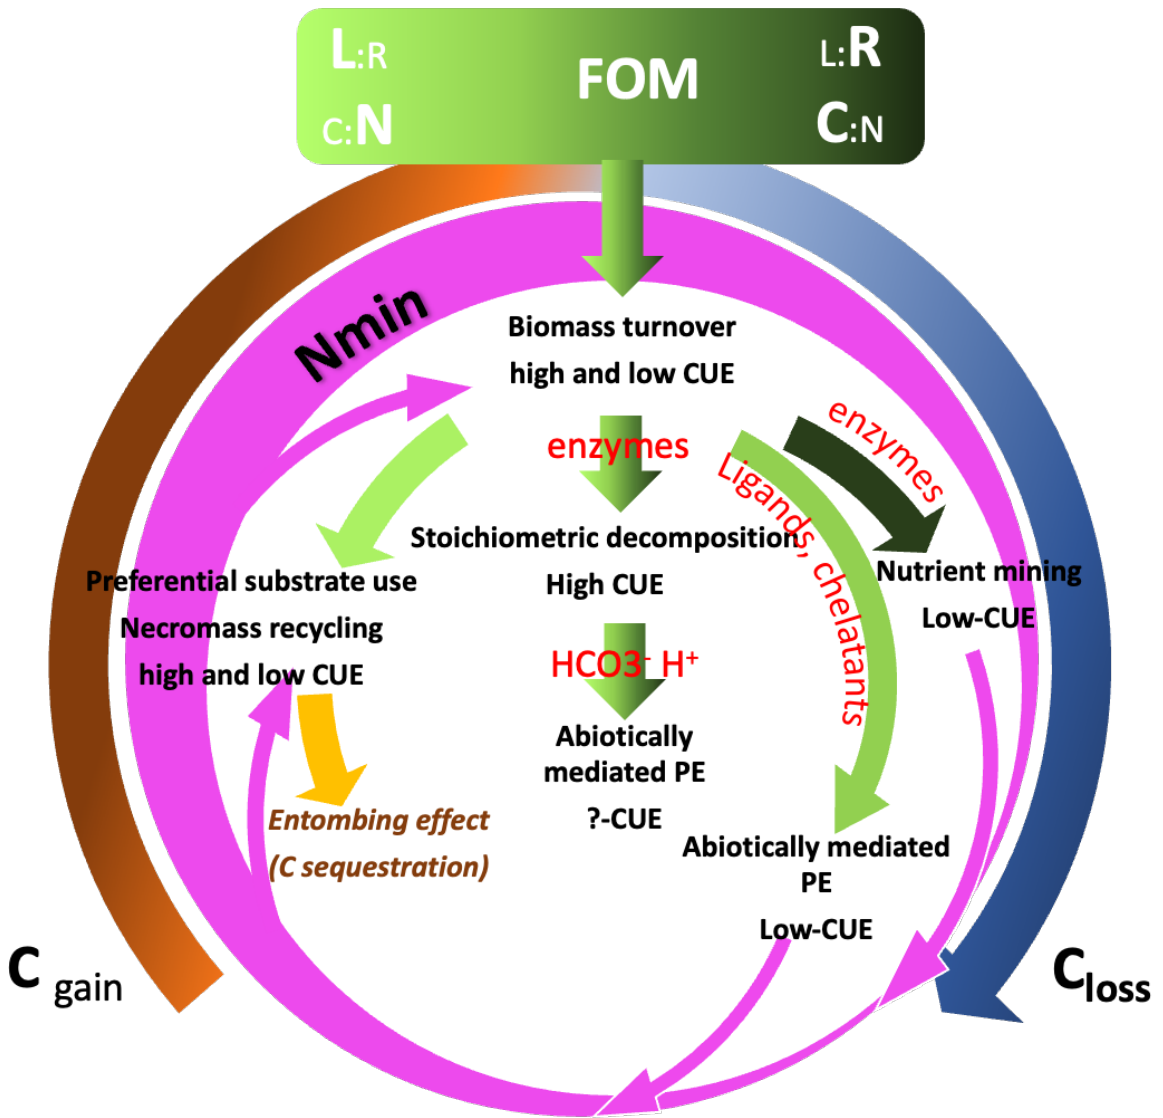 L:R
C:N
FOM
L:R
C:N
Nmin
Biomass turnover
high and low CUE
enzymes
enzymes
Ligands, chelatants
Stoichiometric decomposition
High CUE
Preferential substrate use
Necromass recycling
high and low CUE
Nutrient mining
Low-CUE
HCO3- H+
Abiotically
mediated PE
?-CUE
Entombing effect
(C sequestration)
Abiotically mediated
PE
Low-CUE
C gain
Closs